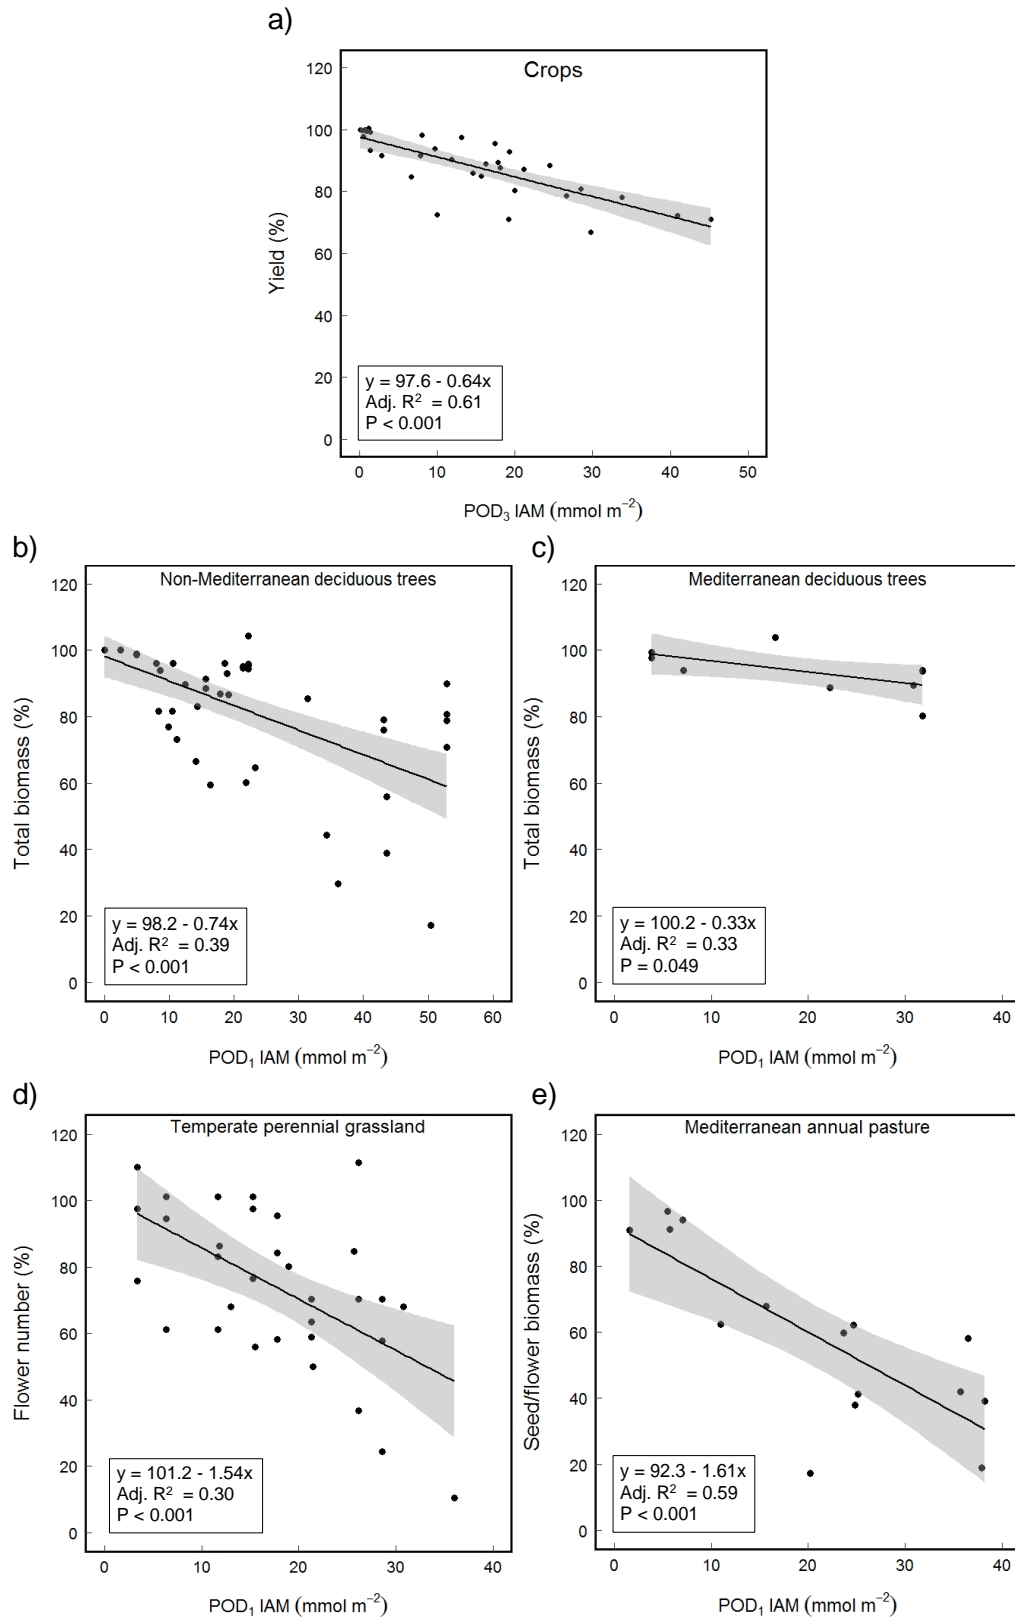 a)
Crops
120
100
80
60
40
20
0
Yield (%)
y = 97.6 - 0.64x
Adj. R² = 0.61
P < 0.001
0 10 20 30 40 50
POD₃ IAM (mmol m⁻²)
b)
Non-Mediterranean deciduous trees
120
100
80
60
40
20
0
Total biomass (%)
y = 98.2 - 0.74x
Adj. R² = 0.39
P < 0.001
0 10 20 30 40 50 60
POD₁ IAM (mmol m⁻²)
c)
Mediterranean deciduous trees
120
100
80
60
40
20
0
Total biomass (%)
y = 100.2 - 0.33x
Adj. R² = 0.33
P = 0.049
0 10 20 30 40
POD₁ IAM (mmol m⁻²)
d)
Temperate perennial grassland
120
100
80
60
40
20
0
Flower number (%)
y = 101.2 - 1.54x
Adj. R² = 0.30
P < 0.001
0 10 20 30 40
POD₁ IAM (mmol m⁻²)
e)
Mediterranean annual pasture
120
100
80
60
40
20
0
Seed/flower biomass (%)
y = 92.3 - 1.61x
Adj. R² = 0.59
P < 0.001
0 10 20 30 40
POD₁ IAM (mmol m⁻²)